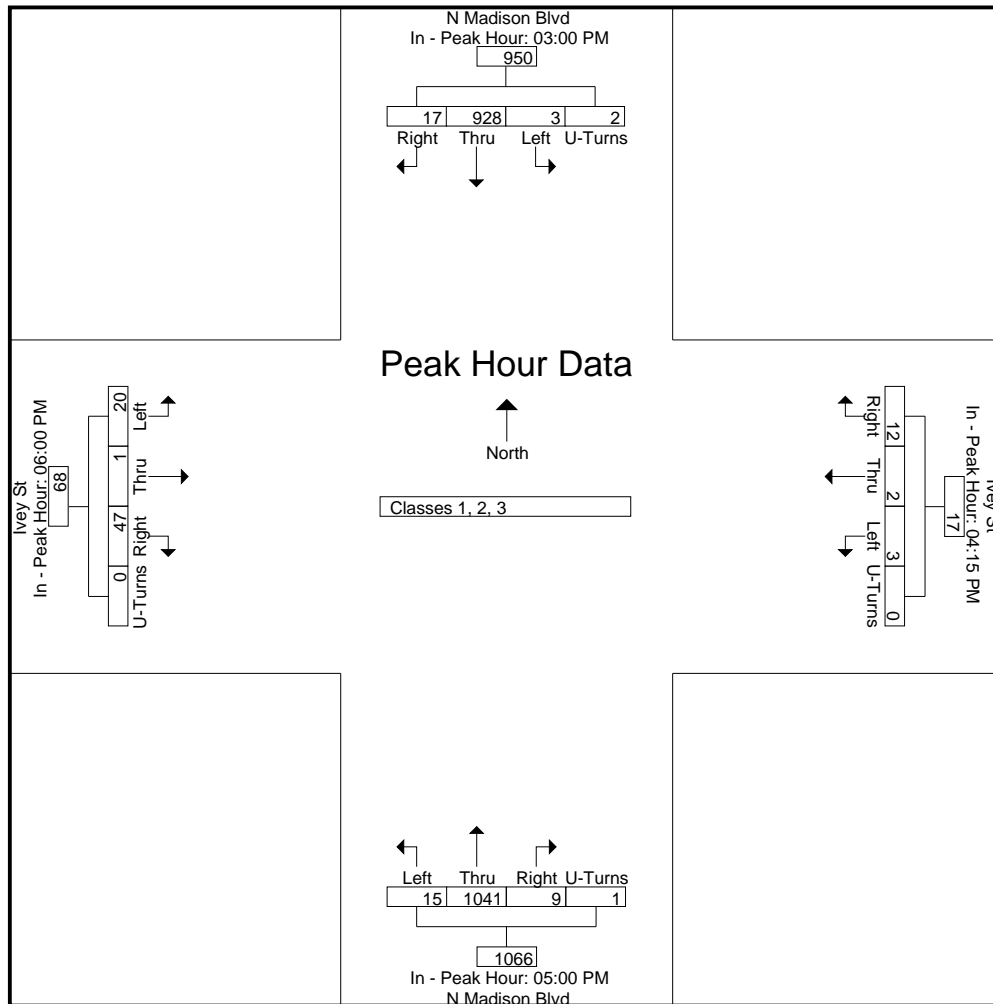 N Madison Blvd
In - Peak Hour: 03:00 PM
950
17 928 3 2
Right Thru Left U-Turns
Peak Hour Data
North
Classes 1, 2, 3
Ivey St
In - Peak Hour: 06:00 PM
68
20 1 47 0
Left Thru Right U-Turns
Ivey St
In - Peak Hour: 04:15 PM
17
12 2 3 0
Right Thru Left U-Turns
Left Thru Right U-Turns
15 1041 9 1
1066
In - Peak Hour: 05:00 PM
N Madison Blvd